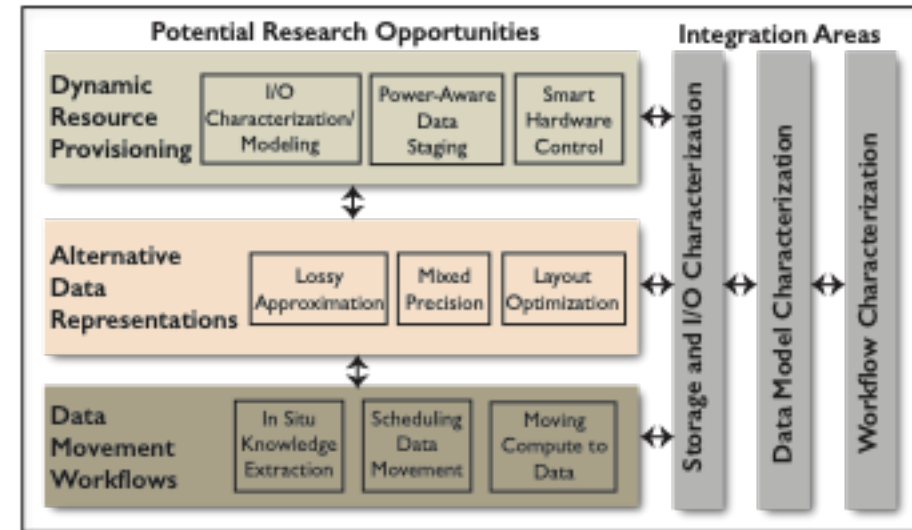 Potential Research Opportunities
Integration Areas
Dynamic
Resource
Provisioning
I/O
Characterization/
Modeling
Power-Aware
Data
Staging
Smart
Hardware
Control
Alternative
Data
Representations
Lossy
Approximation
Mixed
Precision
Layout
Optimization
Data
Movement
Workflows
In Situ
Knowledge
Extraction
Scheduling
Data
Movement
Moving
Compute to
Data
Storage and I/O Characterization
Data Model Characterization
Workflow Characterization